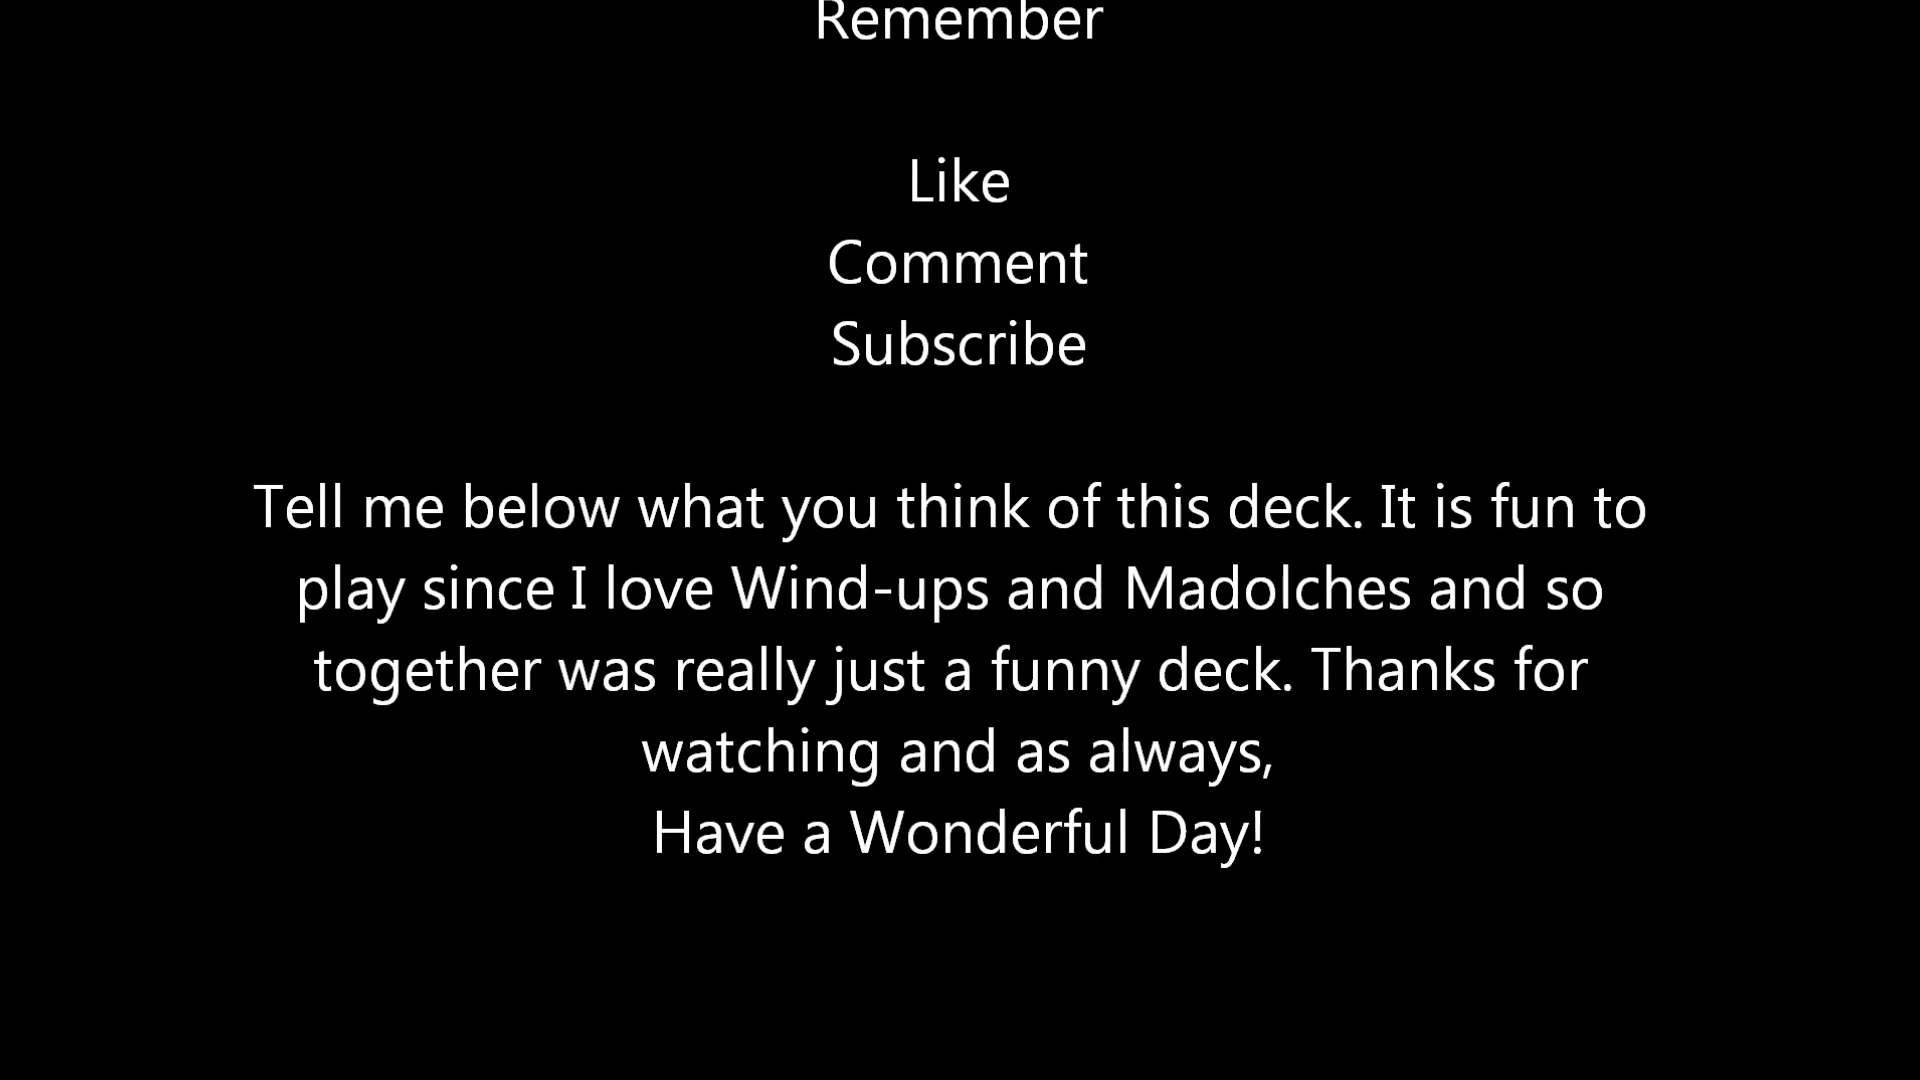 Remember
Like
Comment
Subscribe
Tell me below what you think of this deck. It is fun to
play since I love Wind-ups and Madolches and so
together was really just a funny deck. Thanks for
watching and as always,
Have a Wonderful Day!